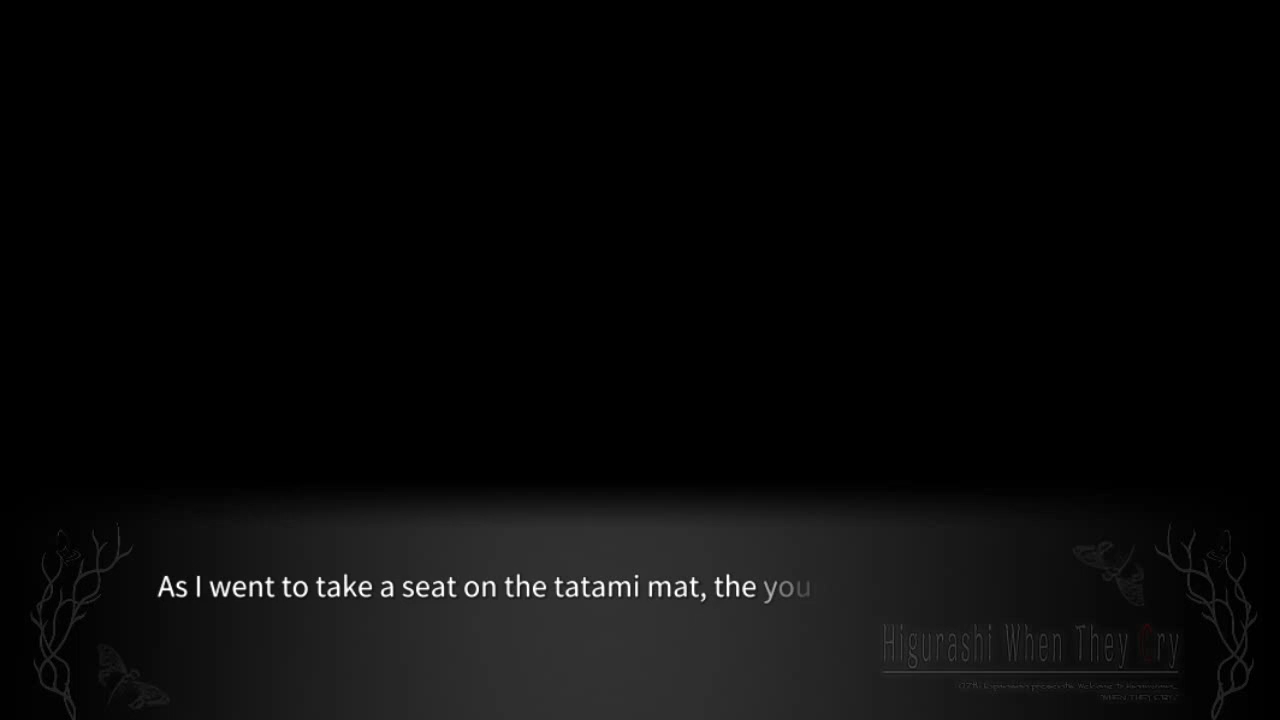 As I went to take a seat on the tatami mat, the you
Higurashi When They Cry